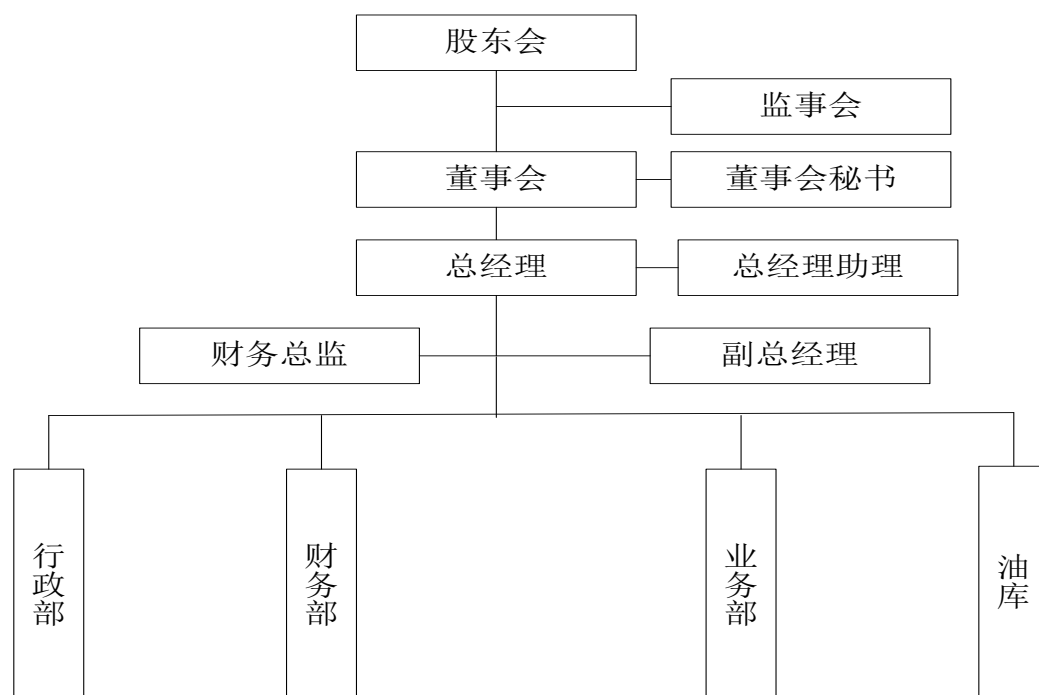 股东会
监事会
董事会
董事会秘书
总经理
总经理助理
财务总监
副总经理
行政部
财务部
业务部
油库